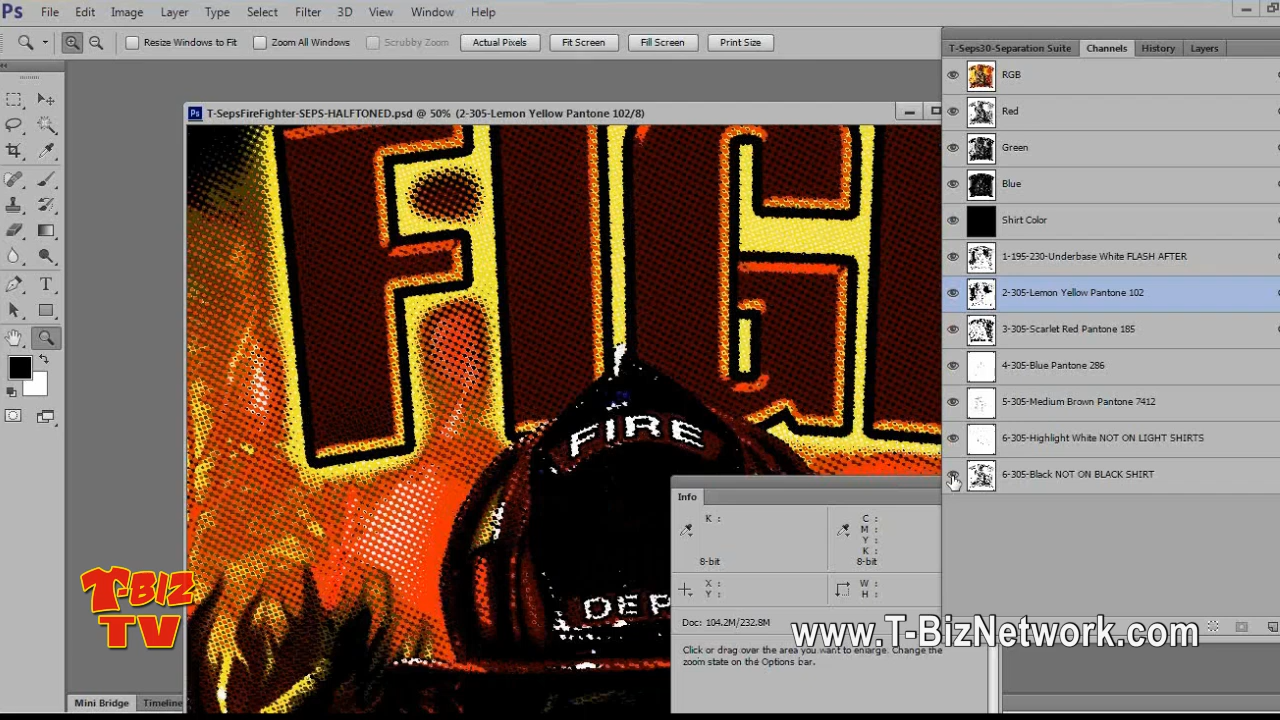 Ps File Edit Image Layer Type Select Filter 3D View Window Help
Resize Windows to Fit Zoom All Windows Scrubby Zoom Actual Pixels Fit Screen Fill Screen Print Size
T-Seps30-Separation Suite Channels History Layers
RGB
Red
Green
Blue
Shirt Color
1-195-230-Underbase White FLASH AFTER
2-305-Lemon Yellow Pantone 102
3-305-Scarlet Red Pantone 185
4-305-Blue Pantone 286
5-305-Medium Brown Pantone 7412
6-305-Highlight White NOT ON LIGHT SHIRTS
6-305-Black NOT ON BLACK SHIRT
Ps T-SepsFireFighter-SEPS-HALFTONED.psd @ 50% (2-305-Lemon Yellow Pantone 102/8)
FIG
FIRE
DEP
Info
K :
8-bit
C :
M :
Y :
K :
8-bit
X :
Y :
W :
H :
Doc: 104.2M/232.8M
Click or drag over the area you want to enlarge. Change the
zoom state on the Options bar.
T-BIZ
TV
www.T-BizNetwork.com
Mini Bridge Timeline